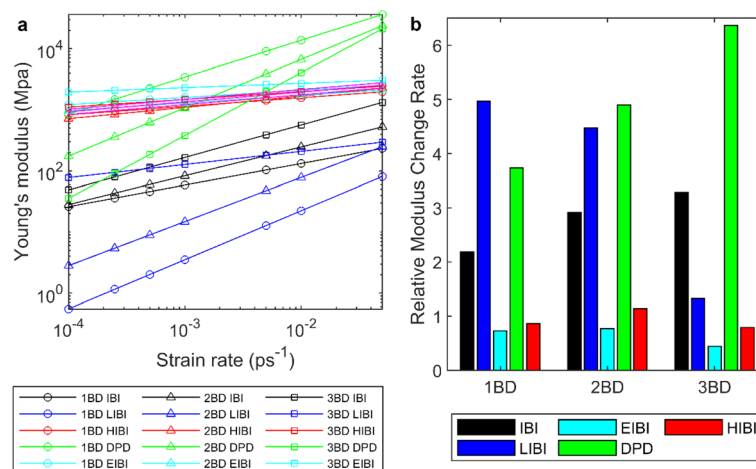 a
Young's modulus (Mpa)
10^4
10^2
10^0
10^-4
10^-3
10^-2
Strain rate (ps^-1)
1BD IBI 2BD IBI 3BD IBI
1BD LIBI 2BD LIBI 3BD LIBI
1BD HIBI 2BD HIBI 3BD HIBI
1BD DPD 2BD DPD 3BD DPD
1BD EIBI 2BD EIBI 3BD EIBI
b
Relative Modulus Change Rate
7
6
5
4
3
2
1
0
1BD 2BD 3BD
IBI EIBI HIBI
LIBI DPD